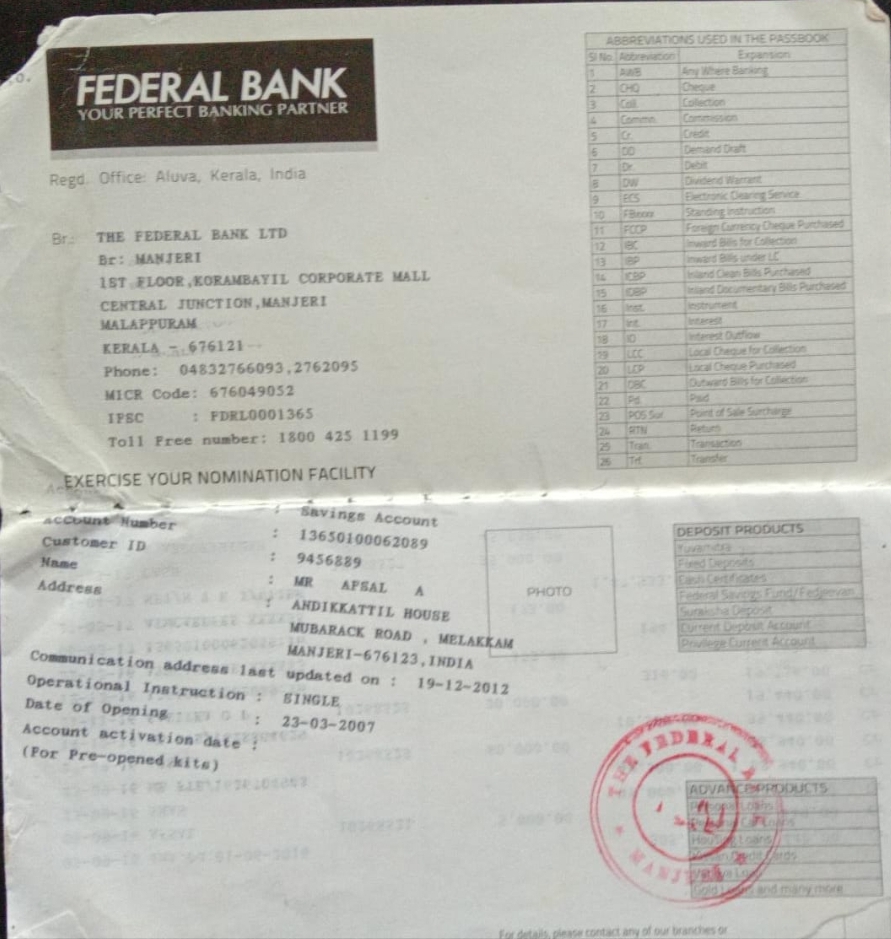 FEDERAL BANK
YOUR PERFECT BANKING PARTNER
Regd. Office: Aluva, Kerala, India
Br: THE FEDERAL BANK LTD
Br: MANJERI
1ST FLOOR,KORAMBAYIL CORPORATE MALL
CENTRAL JUNCTION,MANJERI
MALAPPURAM
KERALA - 676121
Phone: 04832766093,2762095
MICR Code: 676049052
IFSC : FDRL0001365
Toll Free number: 1800 425 1199
EXERCISE YOUR NOMINATION FACILITY
ABBREVIATIONS USED IN THE PASSBOOK
Sl No. Abbreviation Expansion
1 AWB Any Where Banking
2 CHQ Cheque
3 Coll. Collection
4 Commn. Commission
5 Cr. Credit
6 DD Demand Draft
7 Dr. Debit
8 DW Dividend Warrant
9 ECS Electronic Clearing Service
10 Standing Instruction
11 FCCP Foreign Currency Cheque Purchased
12 IBC Inward Bills for Collection
13 IBP Inward Bills under LC
14 ICBP Inland Clean Bills Purchased
15 IDBP Inland Documentary Bills Purchased
16 Inst. Instrument
17 Int. Interest
18 IO Interest Outflow
19 LCC Local Cheque for Collection
20 LCP Local Cheque Purchased
21 OBC Outward Bills for Collection
22 Pd. Paid
23 POS Sur Point of Sale Surcharge
24 RTN Return
25 Tran. Transaction
26 Trf. Transfer
: Savings Account
Account Number : 13650100062089
Customer ID : 9456889
Name : MR AFSAL A
Address : ANDIKKATTIL HOUSE
MUBARACK ROAD , MELAKKAM
MANJERI-676123,INDIA
Communication address last updated on : 19-12-2012
Operational Instruction : SINGLE
Date of Opening : 23-03-2007
Account activation date :
(For Pre-opened kits)
PHOTO
DEPOSIT PRODUCTS
Yuvamitra
Fixed Deposits
Cash Certificates
Federal Savings Fund/Fedjeevan
Suraksha Deposit
Current Deposit Account
Privilege Current Account
THE FEDERAL
MANJERI
ADVANCE PRODUCTS
Personal Loans
Car Loans
Housing Loans
Cards
Gold Loans and many more
For details, please contact any of our branches or